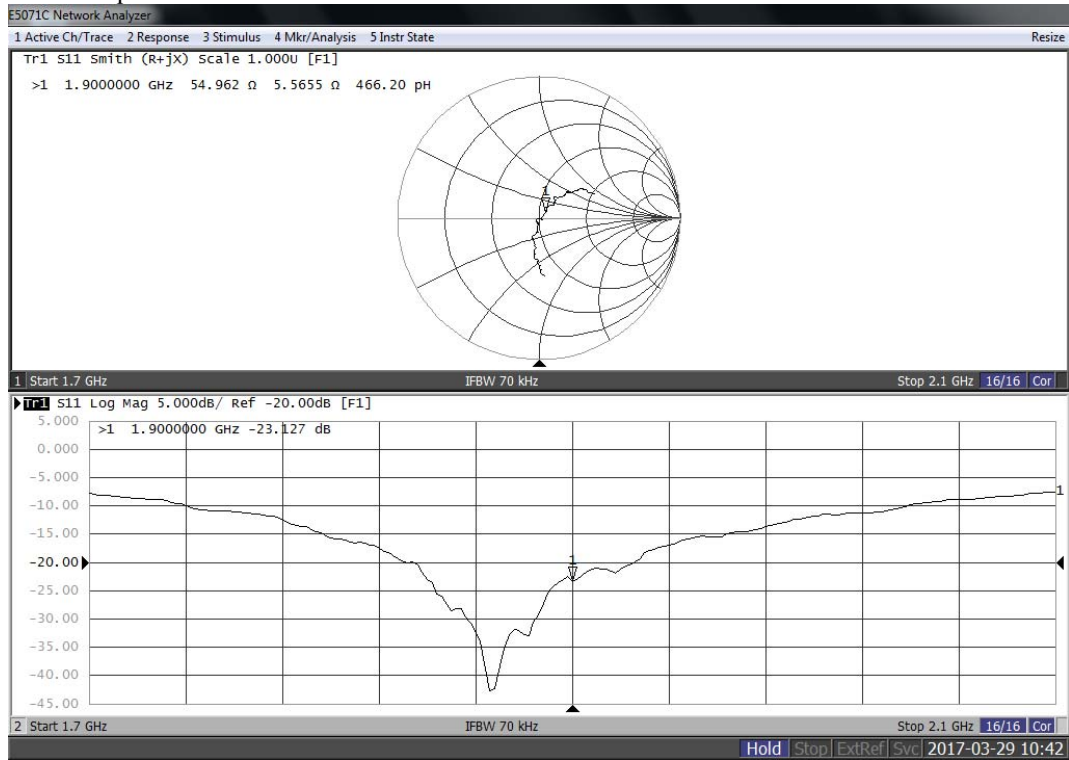 E5071C Network Analyzer
1 Active Ch/Trace 2 Response 3 Stimulus 4 Mkr/Analysis 5 Instr State Resize
Tr1 S11 Smith (R+jX) Scale 1.000U [F1]
>1 1.9000000 GHz 54.962 Ω 5.5655 Ω 466.20 pH
1
1 Start 1.7 GHz IFBW 70 kHz Stop 2.1 GHz 16/16 Cor
Tr1 S11 Log Mag 5.000dB/ Ref -20.00dB [F1]
5.000
>1 1.9000000 GHz -23.127 dB
0.000
-5.000
1
-10.00
-15.00
1
-20.00
-25.00
-30.00
-35.00
-40.00
-45.00
2 Start 1.7 GHz IFBW 70 kHz Stop 2.1 GHz 16/16 Cor
Hold Stop ExtRef Svc 2017-03-29 10:42